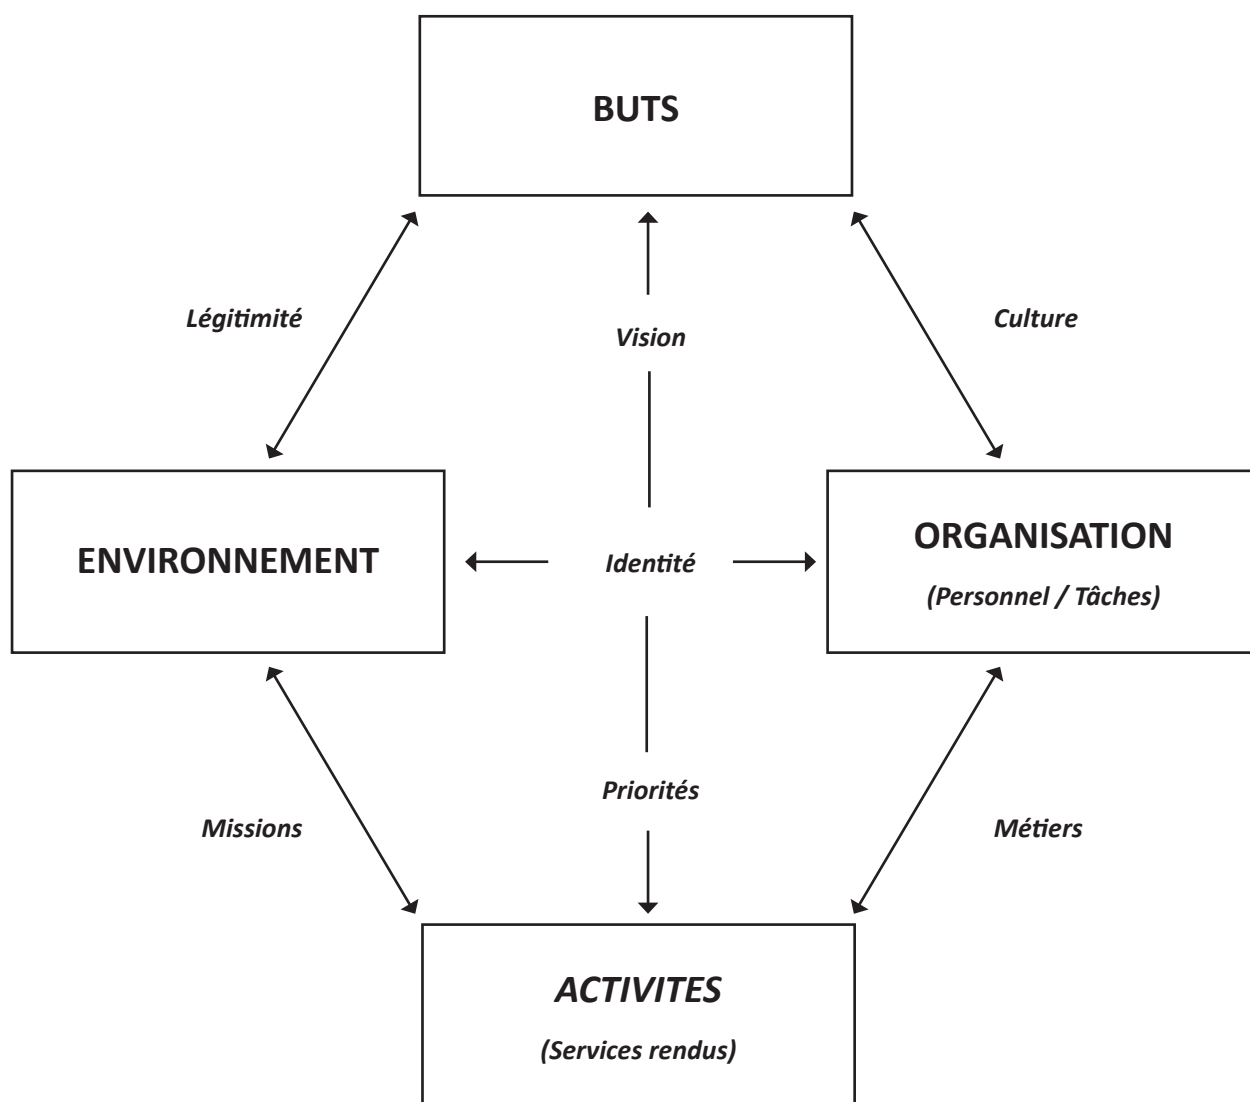 BUTS
Légitimité
Vision
Culture
ENVIRONNEMENT
Identité
ORGANISATION
(Personnel / Tâches)
Priorités
Missions
Métiers
ACTIVITES
(Services rendus)